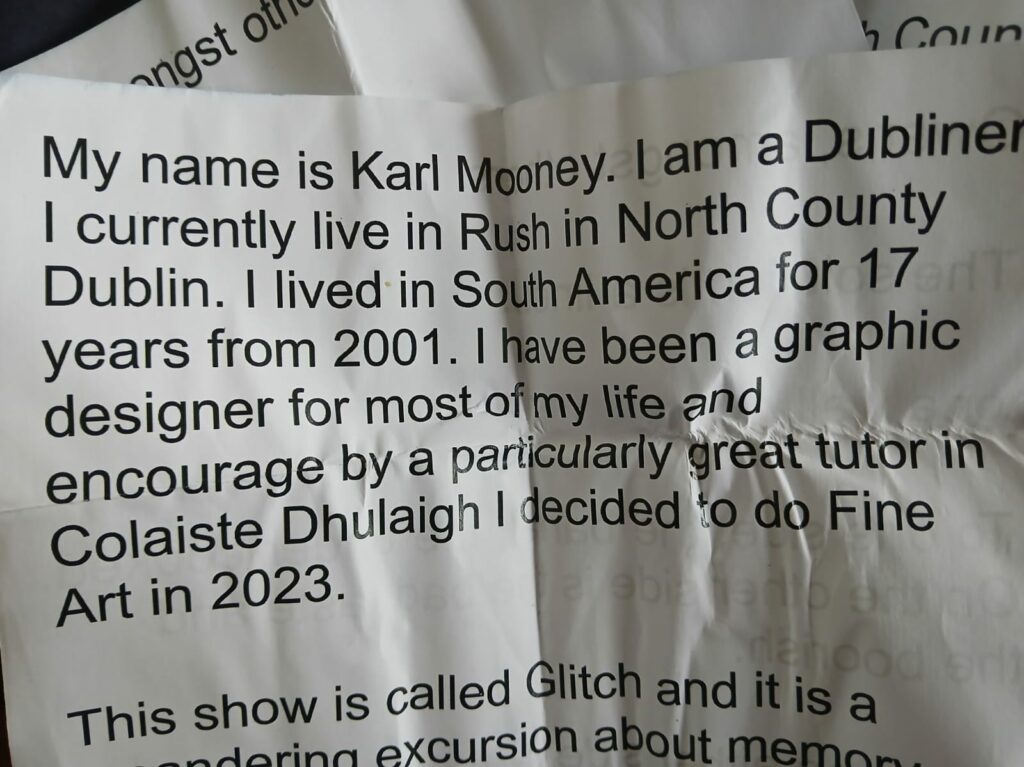 My name is Karl Mooney. I am a Dubliner
I currently live in Rush in North County
Dublin. I lived in South America for 17
years from 2001. I have been a graphic
designer for most of my life and
encourage by a particularly great tutor in
Colaiste Dhulaigh I decided to do Fine
Art in 2023.
This show is called Glitch and it is a
excursion about memory